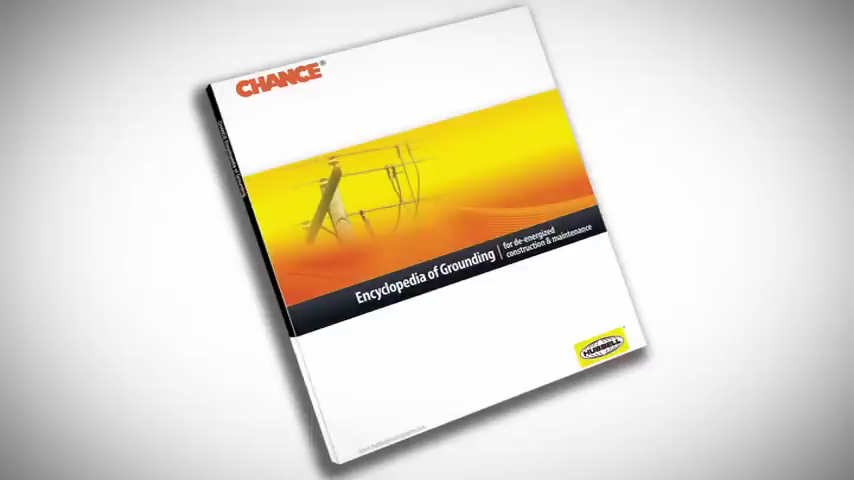 CHANCE®
Encyclopedia of Grounding
for de-energized
construction & maintenance
HUBBELL